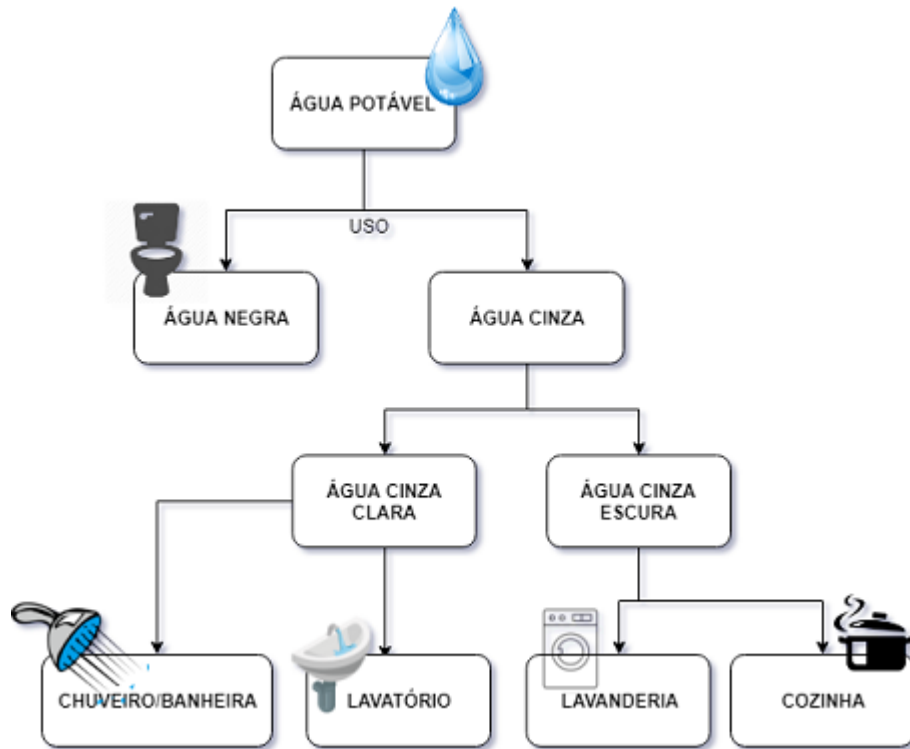 ÁGUA POTÁVEL
USO
ÁGUA NEGRA
ÁGUA CINZA
ÁGUA CINZA
CLARA
ÁGUA CINZA
ESCURA
CHUVEIRO/BANHEIRA
LAVATÓRIO
LAVANDERIA
COZINHA